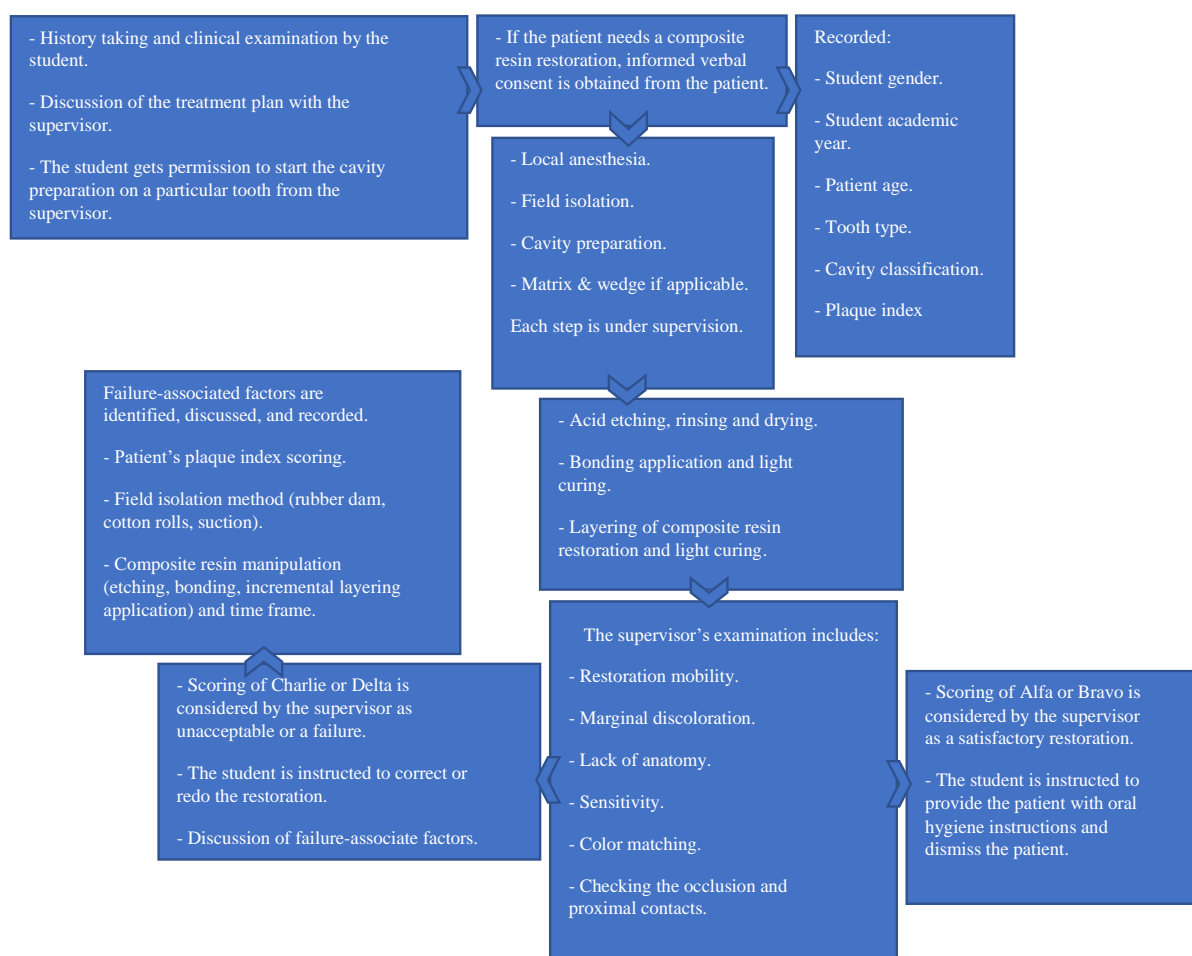 - History taking and clinical examination by the
student.
- Discussion of the treatment plan with the
supervisor.
- The student gets permission to start the cavity
preparation on a particular tooth from the
supervisor.
- If the patient needs a composite
resin restoration, informed verbal
consent is obtained from the patient.
Recorded:
- Student gender.
- Student academic
year.
- Patient age.
- Tooth type.
- Cavity classification.
- Plaque index
- Local anesthesia.
- Field isolation.
- Cavity preparation.
- Matrix & wedge if applicable.
Each step is under supervision.
- Acid etching, rinsing and drying.
- Bonding application and light
curing.
- Layering of composite resin
restoration and light curing.
The supervisor’s examination includes:
- Restoration mobility.
- Marginal discoloration.
- Lack of anatomy.
- Sensitivity.
- Color matching.
- Checking the occlusion and
proximal contacts.
- Scoring of Alfa or Bravo is
considered by the supervisor
as a satisfactory restoration.
- The student is instructed to
provide the patient with oral
hygiene instructions and
dismiss the patient.
- Scoring of Charlie or Delta is
considered by the supervisor as
unacceptable or a failure.
- The student is instructed to correct or
redo the restoration.
- Discussion of failure-associate factors.
Failure-associated factors are
identified, discussed, and recorded.
- Patient’s plaque index scoring.
- Field isolation method (rubber dam,
cotton rolls, suction).
- Composite resin manipulation
(etching, bonding, incremental layering
application) and time frame.